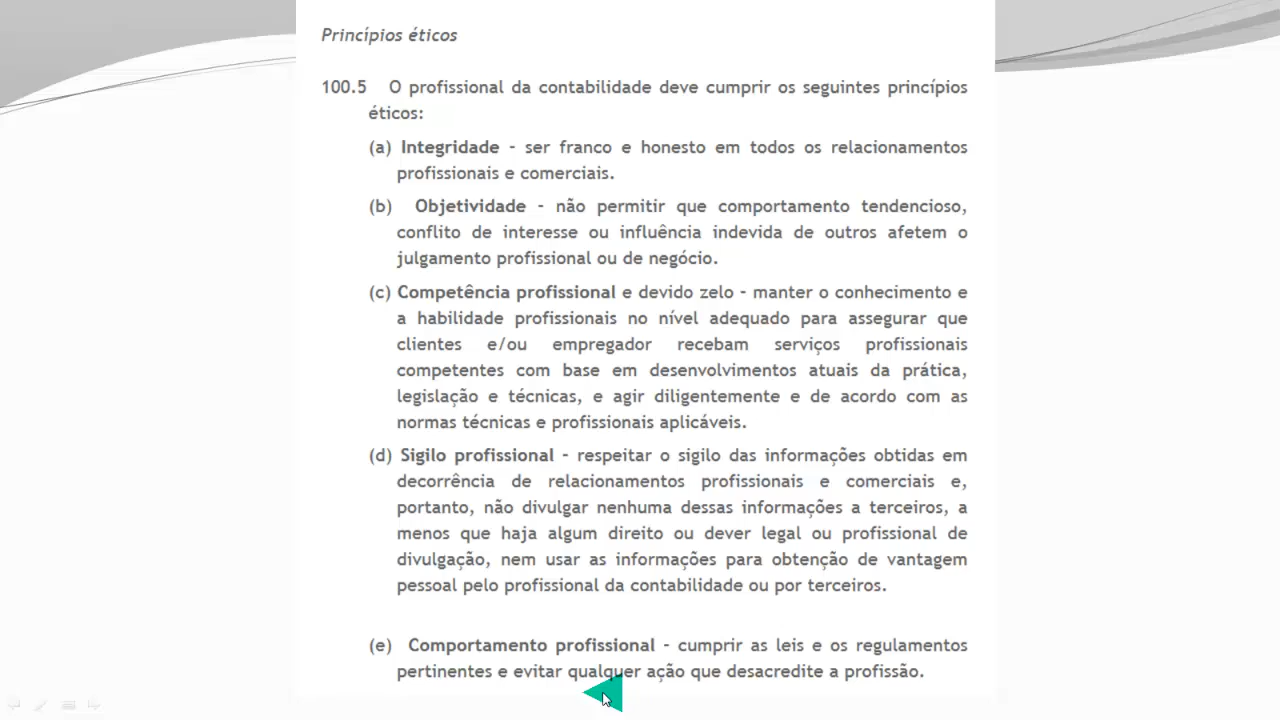 Princípios éticos
100.5 O profissional da contabilidade deve cumprir os seguintes princípios
éticos:
(a) Integridade - ser franco e honesto em todos os relacionamentos
profissionais e comerciais.
(b) Objetividade - não permitir que comportamento tendencioso,
conflito de interesse ou influência indevida de outros afetem o
julgamento profissional ou de negócio.
(c) Competência profissional e devido zelo - manter o conhecimento e
a habilidade profissionais no nível adequado para assegurar que
clientes e/ou empregador recebam serviços profissionais
competentes com base em desenvolvimentos atuais da prática,
legislação e técnicas, e agir diligentemente e de acordo com as
normas técnicas e profissionais aplicáveis.
(d) Sigilo profissional - respeitar o sigilo das informações obtidas em
decorrência de relacionamentos profissionais e comerciais e,
portanto, não divulgar nenhuma dessas informações a terceiros, a
menos que haja algum direito ou dever legal ou profissional de
divulgação, nem usar as informações para obtenção de vantagem
pessoal pelo profissional da contabilidade ou por terceiros.
(e) Comportamento profissional - cumprir as leis e os regulamentos
pertinentes e evitar qualquer ação que desacredite a profissão.